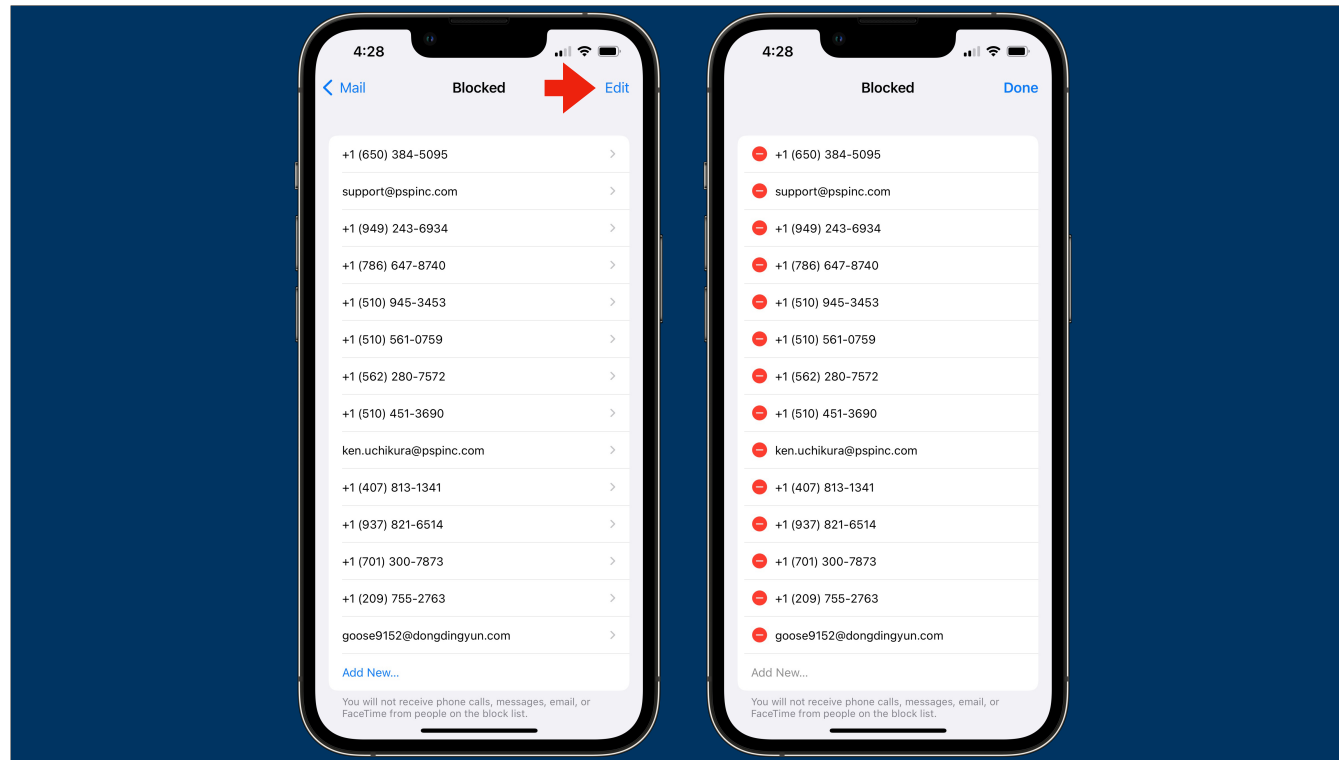 4:28
Mail
Blocked
Edit
+1 (650) 384-5095
support@pspinc.com
+1 (949) 243-6934
+1 (786) 647-8740
+1 (510) 945-3453
+1 (510) 561-0759
+1 (562) 280-7572
+1 (510) 451-3690
ken.uchikura@pspinc.com
+1 (407) 813-1341
+1 (937) 821-6514
+1 (701) 300-7873
+1 (209) 755-2763
goose9152@dongdingyun.com
Add New...
You will not receive phone calls, messages, email, or
FaceTime from people on the block list.
4:28
Blocked
Done
+1 (650) 384-5095
support@pspinc.com
+1 (949) 243-6934
+1 (786) 647-8740
+1 (510) 945-3453
+1 (510) 561-0759
+1 (562) 280-7572
+1 (510) 451-3690
ken.uchikura@pspinc.com
+1 (407) 813-1341
+1 (937) 821-6514
+1 (701) 300-7873
+1 (209) 755-2763
goose9152@dongdingyun.com
Add New...
You will not receive phone calls, messages, email, or
FaceTime from people on the block list.